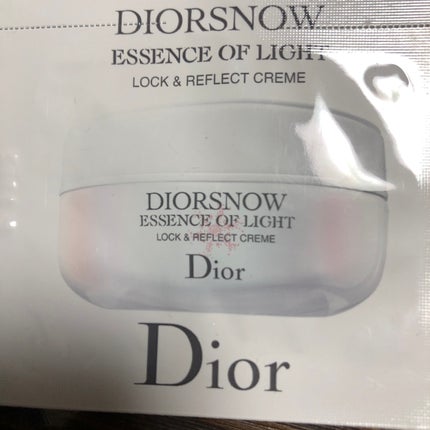 DIORSNOW
ESSENCE OF LIGHT
LOCK & REFLECT CREME
DIORSNOW
ESSENCE OF LIGHT
LOCK & REFLECT CREME
Dior
Dior